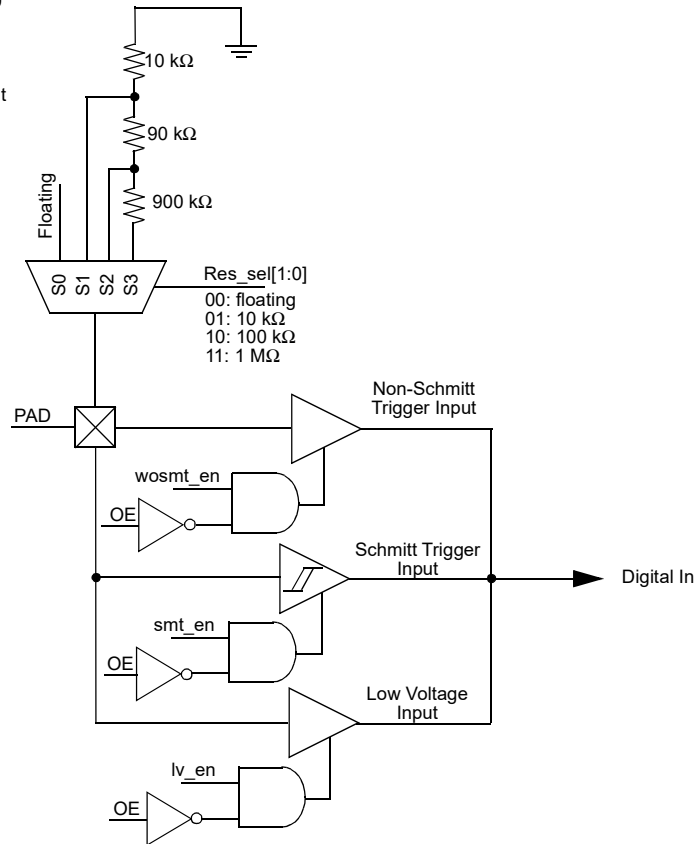 10 kΩ
t
90 kΩ
900 kΩ
Floating
S0
S1
S2
S3
Res_sel[1:0]
00: floating
01: 10 kΩ
10: 100 kΩ
11: 1 MΩ
PAD
Non-Schmitt
Trigger Input
wosmt_en
OE
Schmitt Trigger
Input
Digital In
smt_en
OE
Low Voltage
Input
lv_en
OE